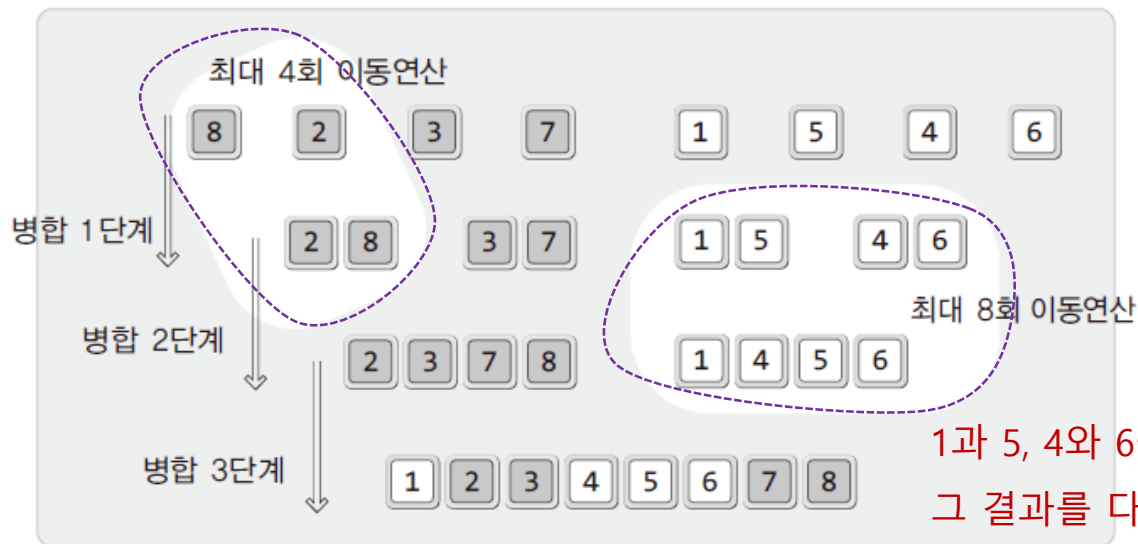 최대 4회 이동연산
8 2 3 7 1 5 4 6
병합 1단계
2 8 3 7 1 5 4 6
최대 8회 이동연산
병합 2단계
2 3 7 8 1 4 5 6
1과 5, 4와 6
병합 3단계
1 2 3 4 5 6 7 8
그 결과를 다